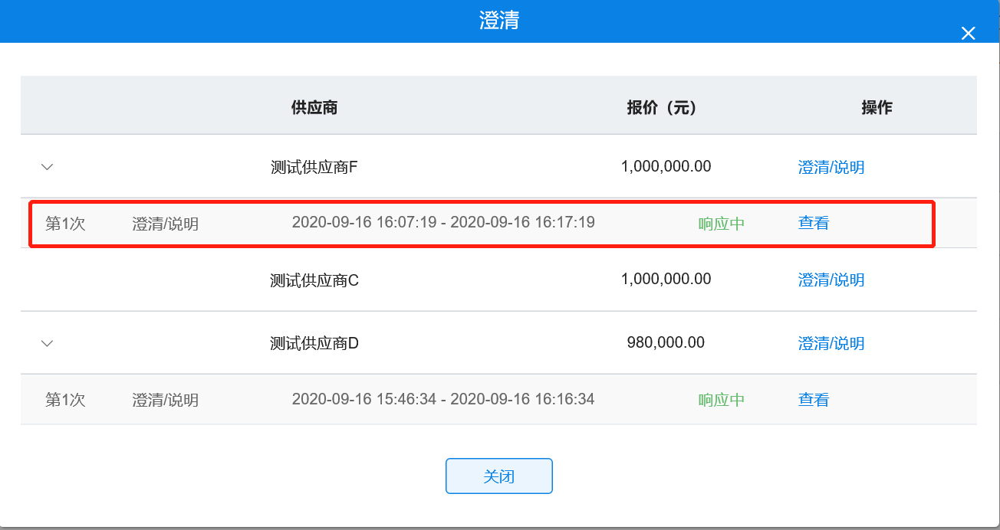 澄清
供应商 报价（元） 操作
测试供应商F 1,000,000.00 澄清/说明
第1次 澄清/说明 2020-09-16 16:07:19 - 2020-09-16 16:17:19 响应中 查看
测试供应商C 1,000,000.00 澄清/说明
测试供应商D 980,000.00 澄清/说明
第1次 澄清/说明 2020-09-16 15:46:34 - 2020-09-16 16:16:34 响应中 查看
关闭